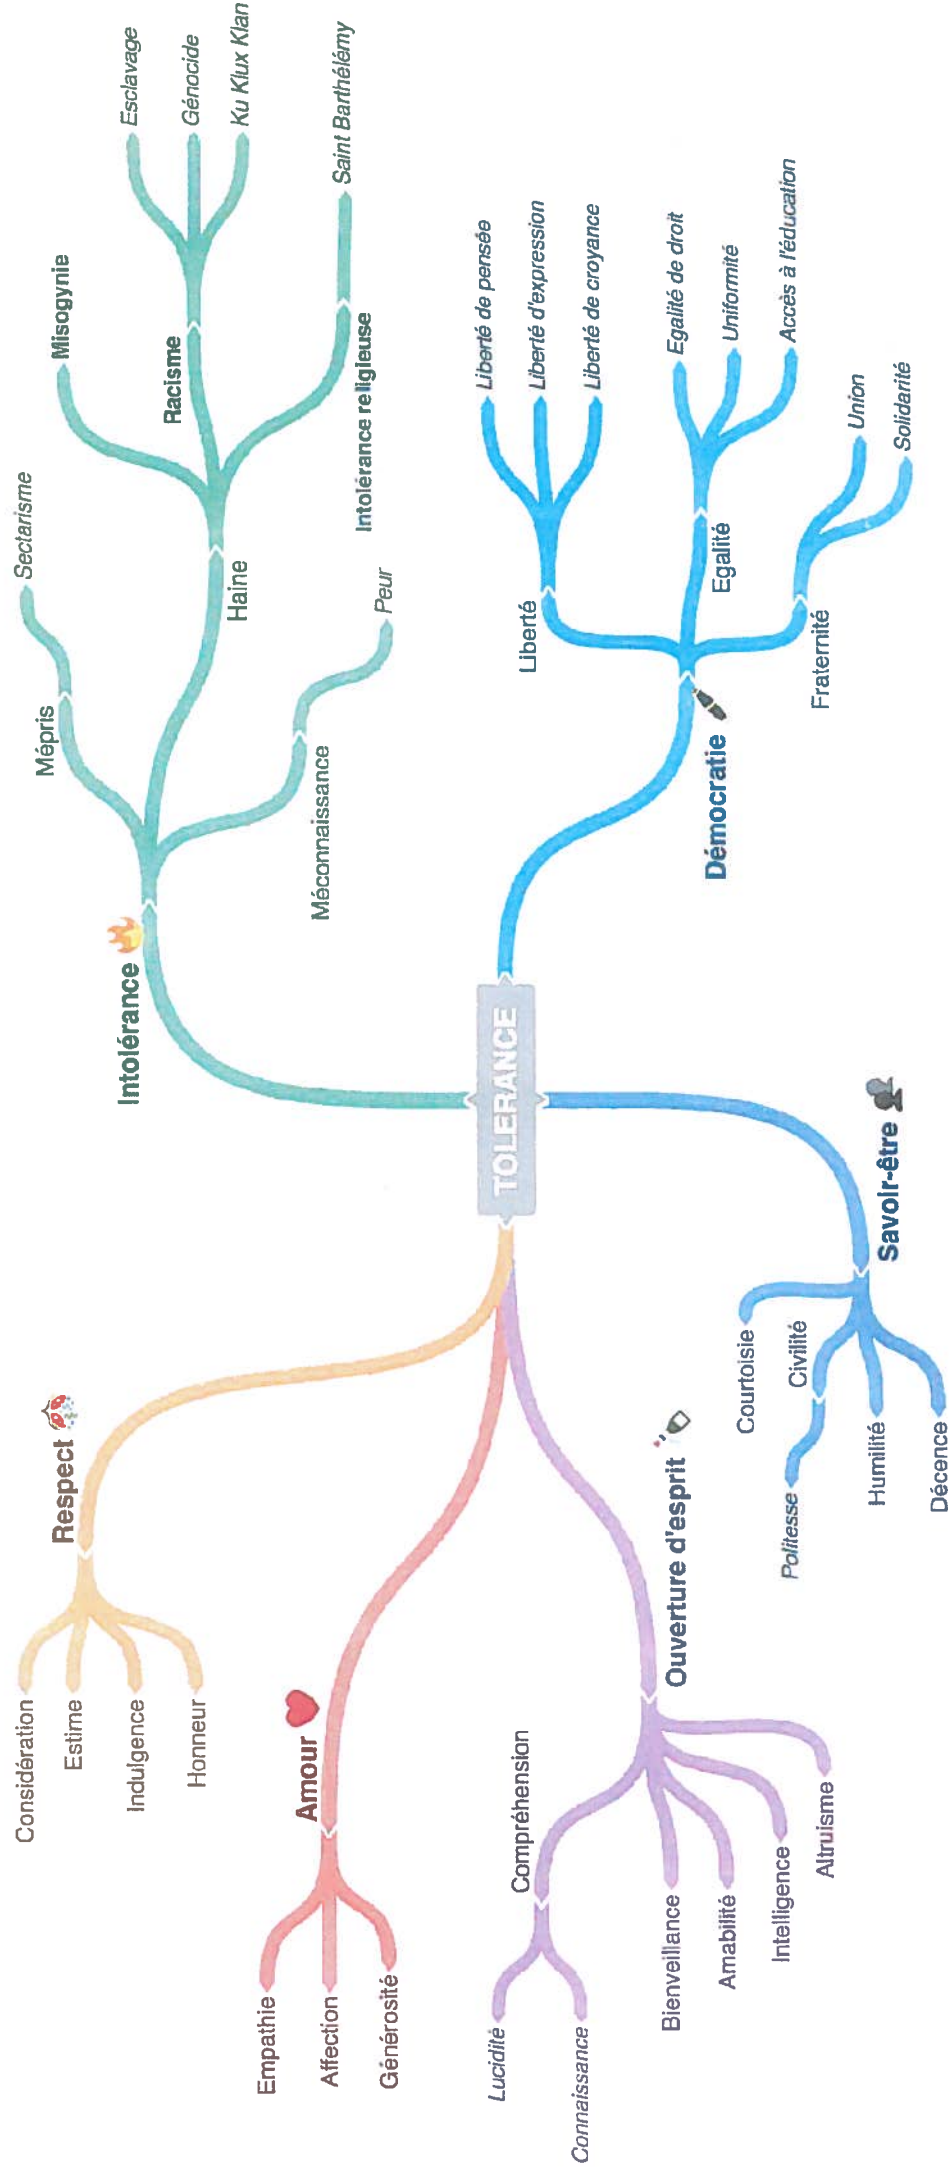 TOLERANCE
Intolérance
Mépris
Sectarisme
Haine
Misogynie
Racisme
Esclavage
Génocide
Ku Klux Klan
Intolérance religieuse
Saint Barthélémy
Méconnaissance
Peur
Démocratie
Liberté
Liberté de pensée
Liberté d'expression
Liberté de croyance
Egalité
Egalité de droit
Uniformité
Accès à l'éducation
Fraternité
Union
Solidarité
Savoir-être
Courtoisie
Civilité
Politesse
Humilité
Décence
Ouverture d'esprit
Compréhension
Lucidité
Connaissance
Bienveillance
Amabilité
Intelligence
Altruisme
Amour
Empathie
Affection
Générosité
Respect
Considération
Estime
Indulgence
Honneur